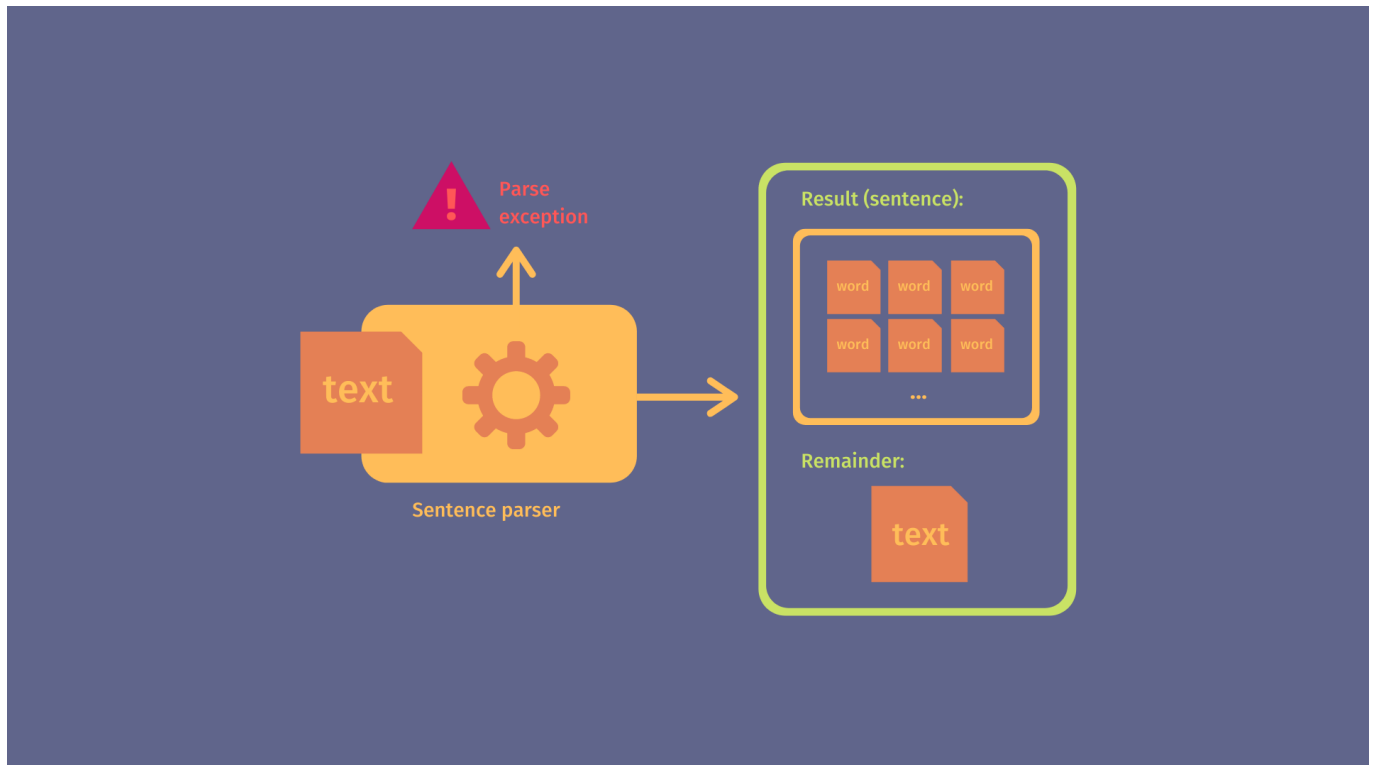 !
Parse
exception
text
Sentence parser
Result (sentence):
word word word
word word word
...
Remainder:
text